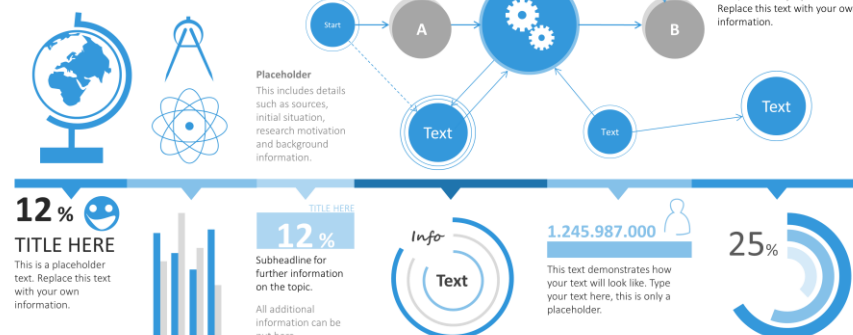 Replace this text with your own
information.
Start
A
B
Placeholder
This includes details
such as sources,
initial situation,
research motivation
and background
information.
Text
Text
Text
12 %
TITLE HERE
This is a placeholder
text. Replace this text
with your own
information.
TITLE HERE
12 %
Subheadline for
further information
on the topic.
All additional
information can be
Info
Text
1.245.987.000
This text demonstrates how
your text will look like. Type
your text here, this is only a
placeholder.
25%